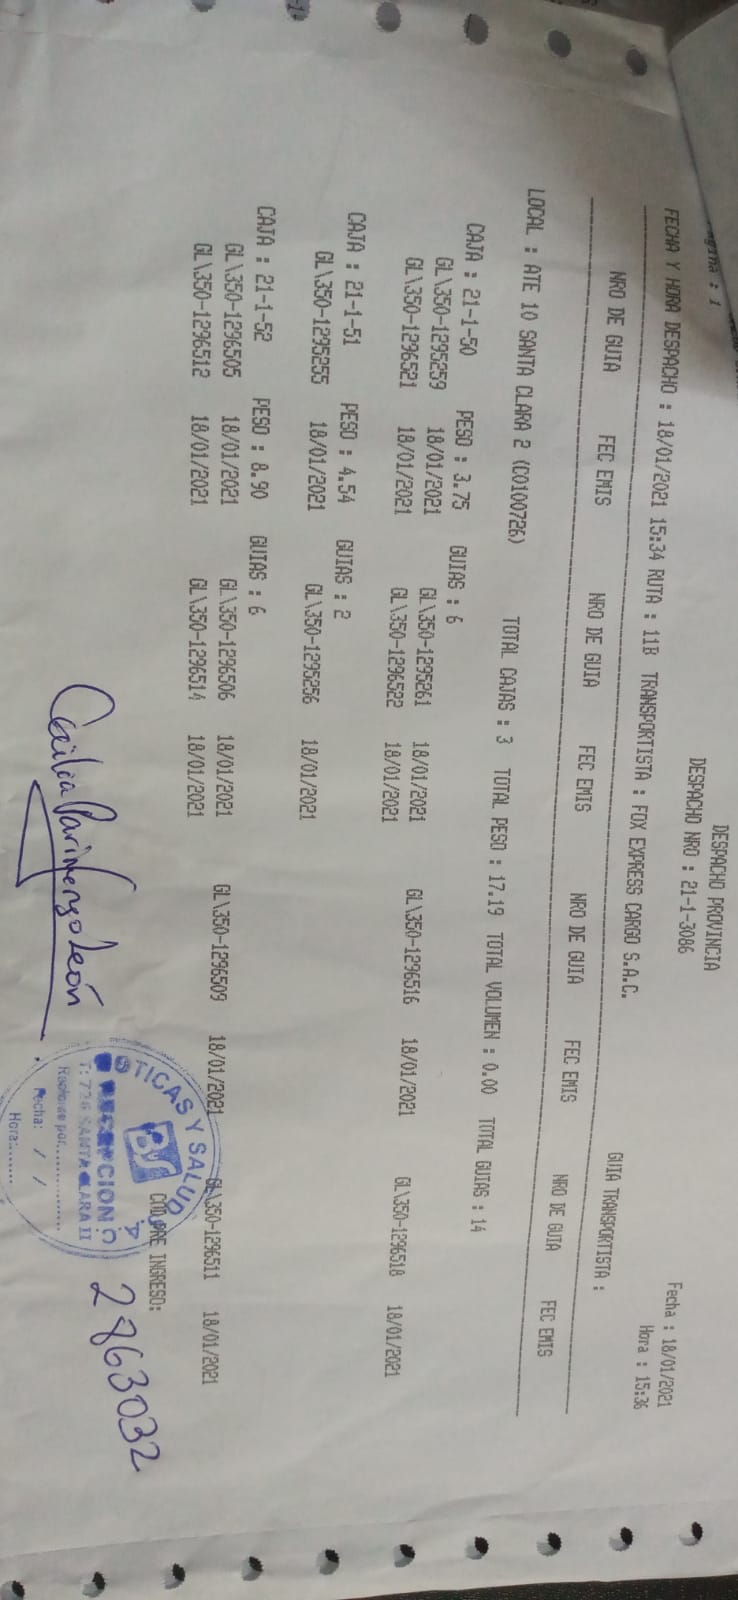 Página : 1
DESPACHO PROVINCIA
Fecha : 18/01/2021
DESPACHO NRO : 21-1-3086
Hora : 15:36
FECHA Y HORA DESPACHO : 18/01/2021 15:34 RUTA : 11B TRANSPORTISTA : FOX EXPRESS CARGO S.A.C. GUIA TRANSPORTISTA :
NRO DE GUIA FEC EMIS NRO DE GUIA FEC EMIS NRO DE GUIA FEC EMIS NRO DE GUIA FEC EMIS
LOCAL : ATE 10 SANTA CLARA 2 (C0100726) TOTAL CAJAS : 3 TOTAL PESO : 17.19 TOTAL VOLUMEN : 0.00 TOTAL GUIAS : 14
CAJA : 21-1-50 PESO : 3.75 GUIAS : 6
GL\350-1295259 18/01/2021 GL\350-1295261 18/01/2021 GL\350-1296516 18/01/2021 GL\350-1296518 18/01/2021
GL\350-1296521 18/01/2021 GL\350-1296522 18/01/2021
CAJA : 21-1-51 PESO : 4.54 GUIAS : 2
GL\350-1295255 18/01/2021 GL\350-1295256 18/01/2021
CAJA : 21-1-52 PESO : 8.90 GUIAS : 6
GL\350-1296505 18/01/2021 GL\350-1296506 18/01/2021 GL\350-1296509 18/01/2021 GL\350-1296511 18/01/2021
GL\350-1296512 18/01/2021 GL\350-1296514 18/01/2021
COD PRE INGRESO:
2863032
BOTICAS Y SALUD
BS
RECEPCION
T: 726 SANTA CLARA II
Recibido por:
Fecha: / /
Hora: